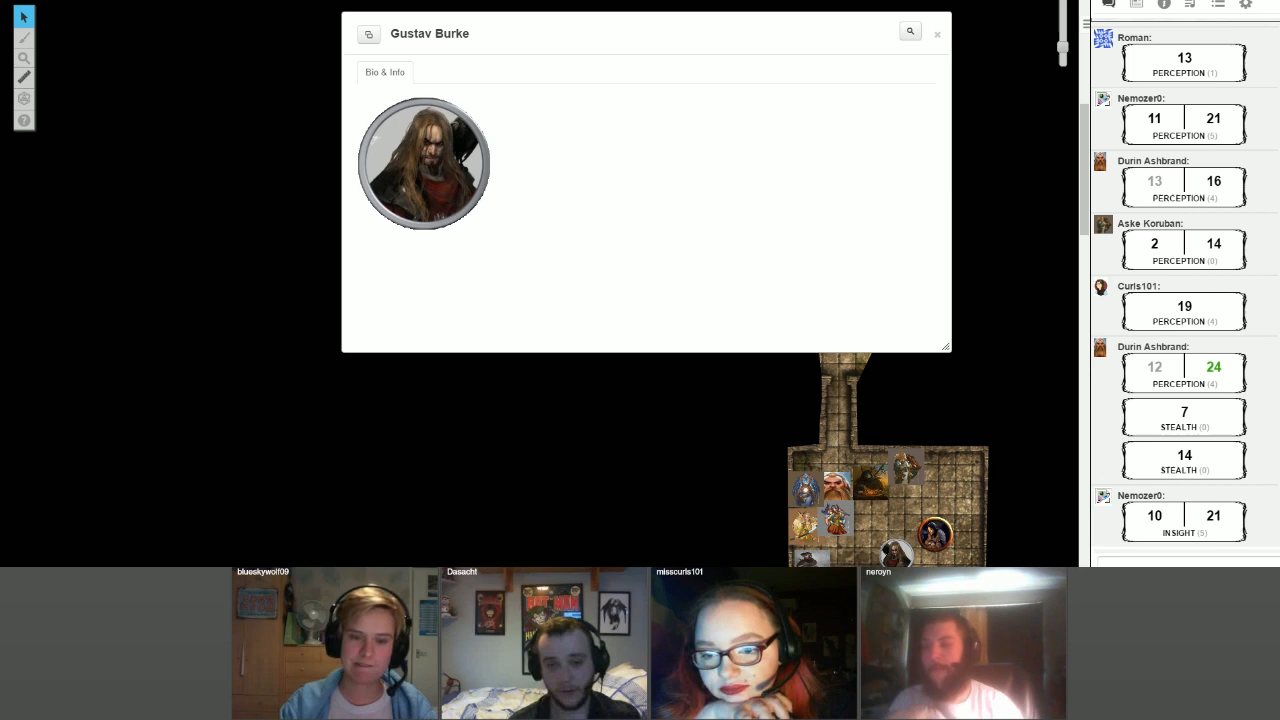 Gustav Burke
Bio & Info
Roman:
13
PERCEPTION (1)
Nemozer0:
11 21
PERCEPTION (5)
Durin Ashbrand:
13 16
PERCEPTION (4)
Aske Koruban:
2 14
PERCEPTION (0)
Curls101:
19
PERCEPTION (4)
Durin Ashbrand:
12 24
PERCEPTION (4)
7
STEALTH (0)
14
STEALTH (0)
Nemozer0:
10 21
INSIGHT (5)
blueskywolf09
Dasacht
misscurls101
neroyn